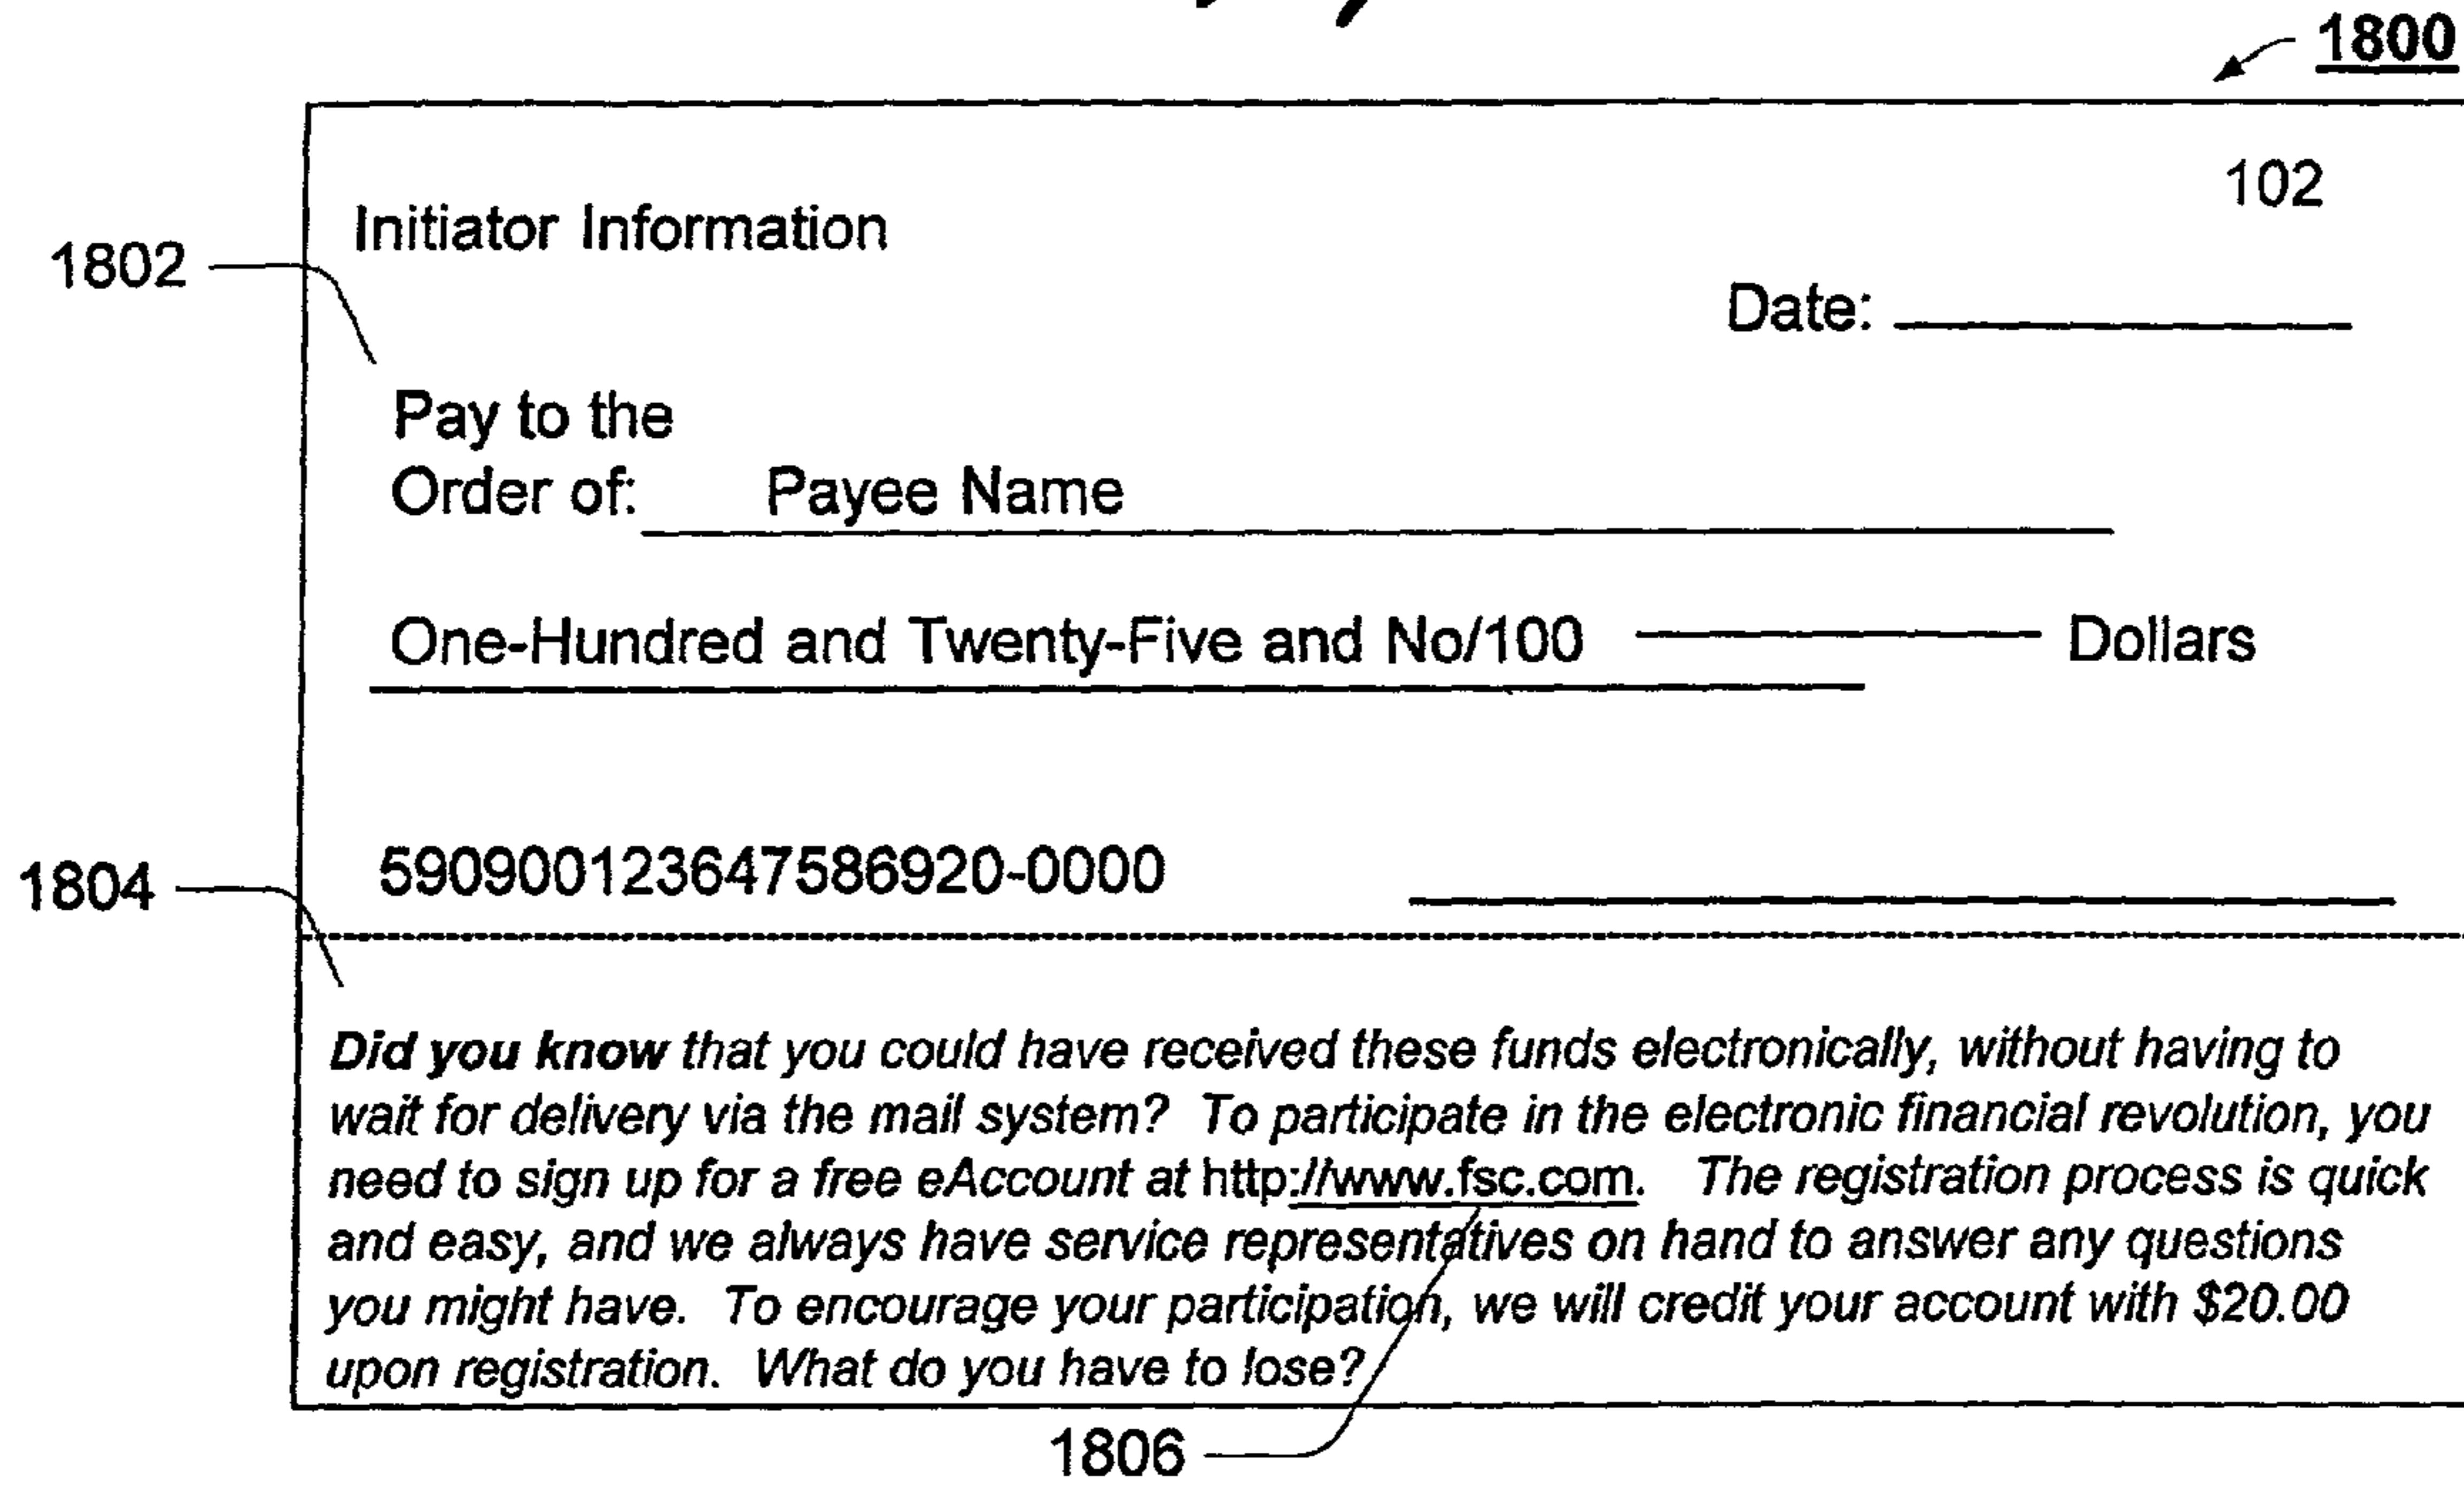 1800
102
Initiator Information
1802
Date:
Pay to the
Order of: Payee Name
One-Hundred and Twenty-Five and No/100 Dollars
590900123647586920-0000
1804
Did you know that you could have received these funds electronically, without having to
wait for delivery via the mail system? To participate in the electronic financial revolution, you
need to sign up for a free eAccount at http://www.fsc.com. The registration process is quick
and easy, and we always have service representatives on hand to answer any questions
you might have. To encourage your participation, we will credit your account with $20.00
upon registration. What do you have to lose?
1806